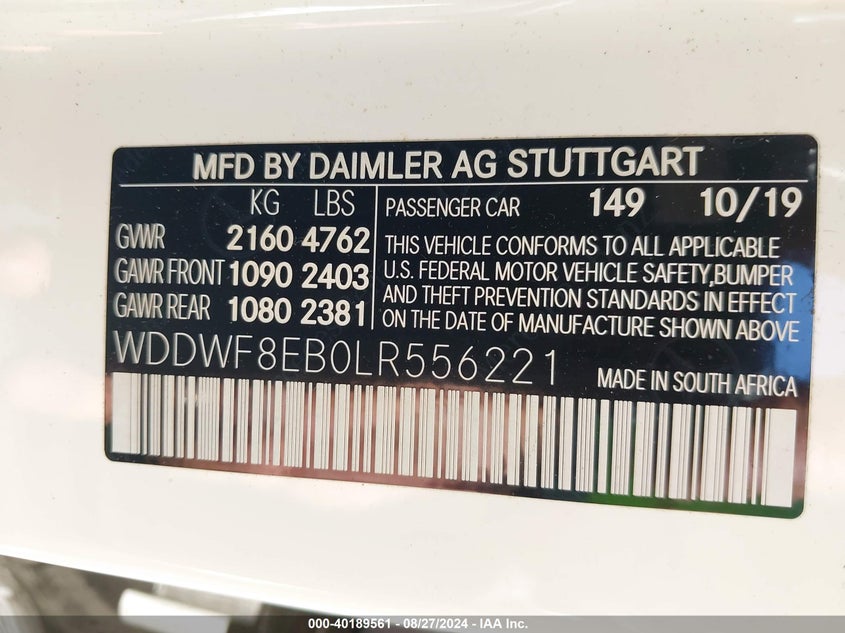 MFD BY DAIMLER AG STUTTGART
KG LBS
GVWR 2160 4762
GAWR FRONT 1090 2403
GAWR REAR 1080 2381
PASSENGER CAR 149 10/19
THIS VEHICLE CONFORMS TO ALL APPLICABLE
U.S. FEDERAL MOTOR VEHICLE SAFETY,BUMPER
AND THEFT PREVENTION STANDARDS IN EFFECT
ON THE DATE OF MANUFACTURE SHOWN ABOVE
WDDWF8EB0LR556221
MADE IN SOUTH AFRICA
000-40189561 - 08/27/2024 - IAA Inc.